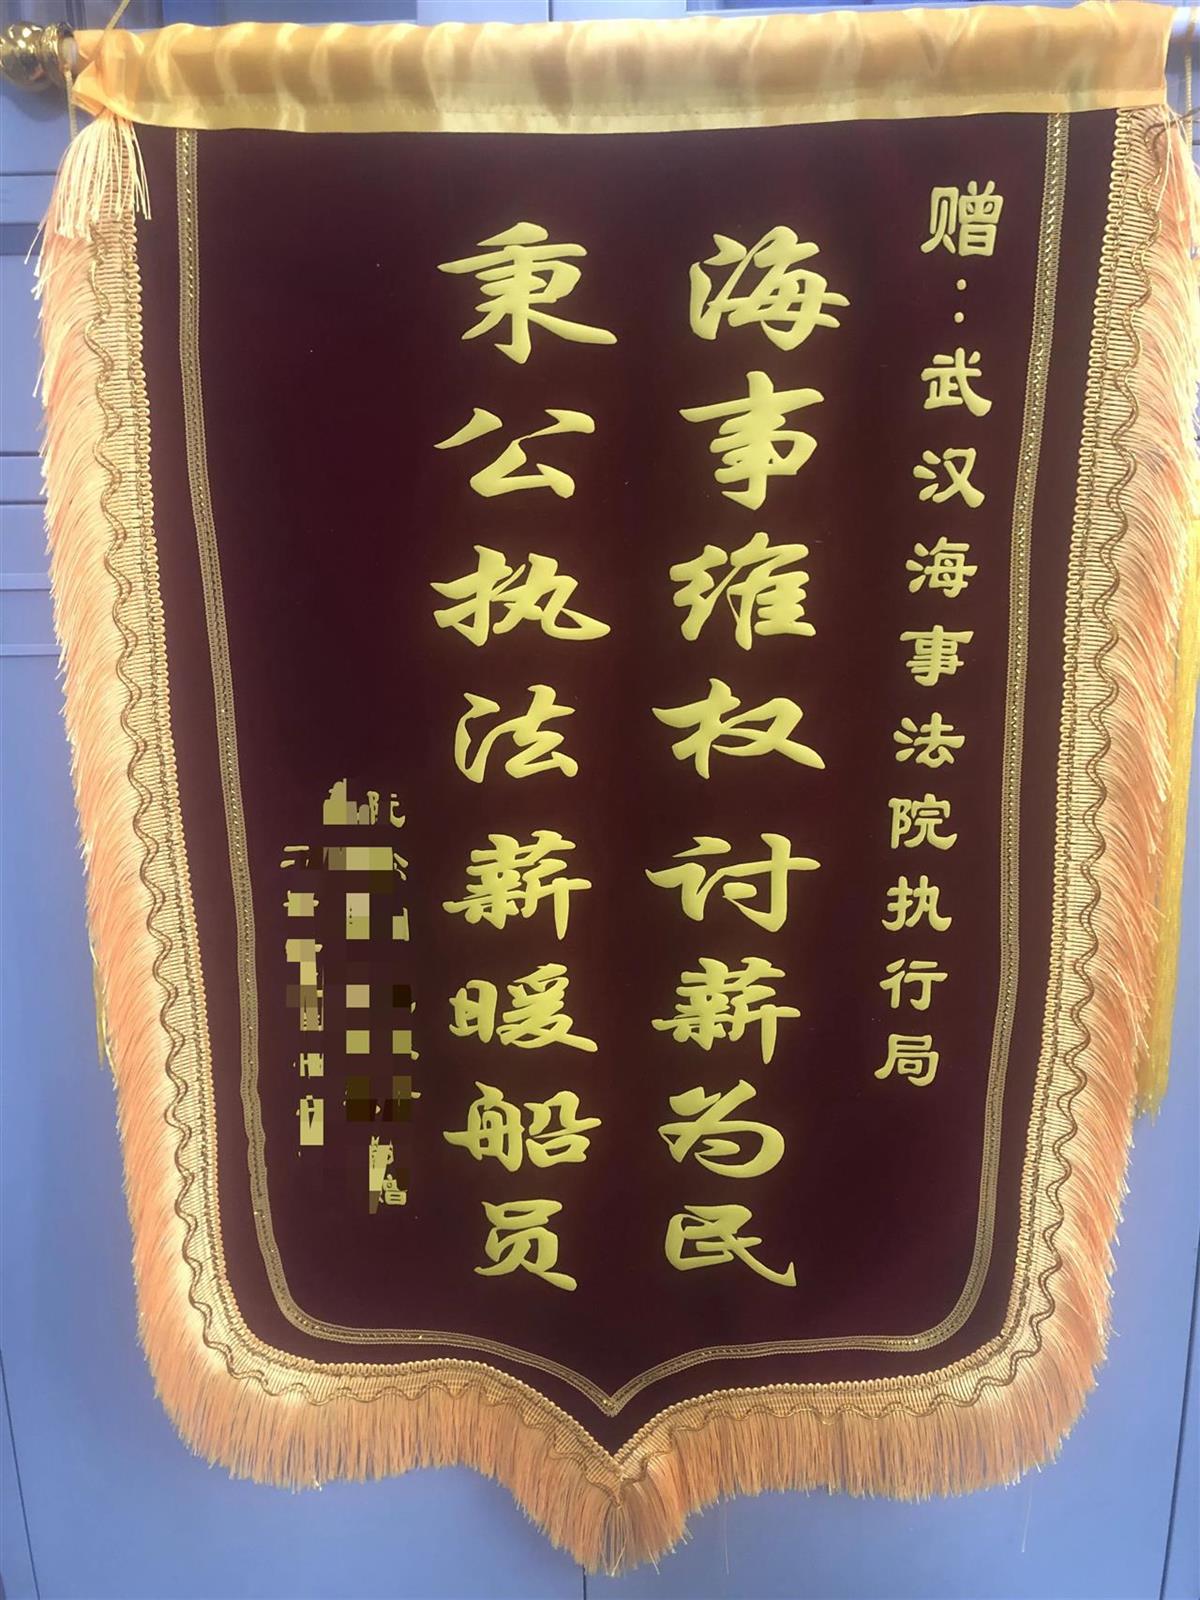 赠：武汉海事法院执行局
海事维权讨薪为民
秉公执法薪暖船员